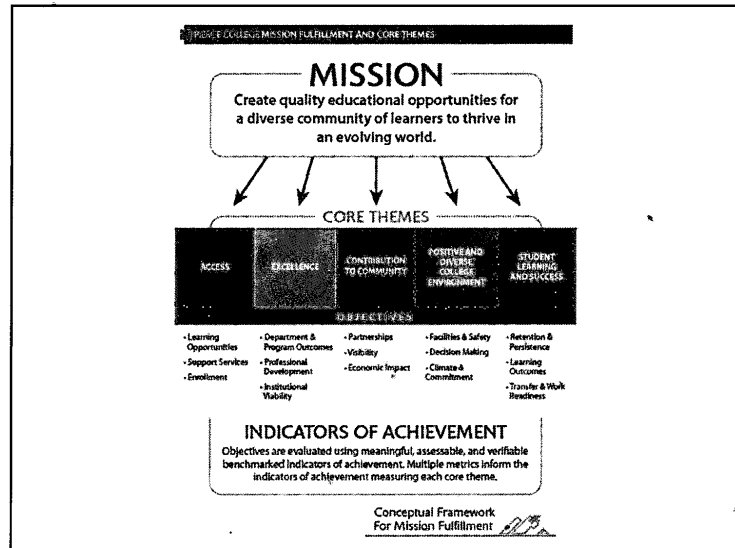 PIERCE COLLEGE MISSION FULFILLMENT AND CORE THEMES
MISSION
Create quality educational opportunities for
a diverse community of learners to thrive in
an evolving world.
CORE THEMES
ACCESS
EXCELLENCE
CONTRIBUTION
TO COMMUNITY
POSITIVE AND
DIVERSE
COLLEGE
ENVIRONMENT
STUDENT
LEARNING
AND SUCCESS
OBJECTIVES
• Learning
Opportunities
• Support Services
• Enrollment
• Department &
Program Outcomes
• Professional
Development
• Institutional
Viability
• Partnerships
• Visibility
• Economic Impact
• Facilities & Safety
• Decision Making
• Climate &
Commitment
• Retention &
Persistence
• Learning
Outcomes
• Transfer & Work
Readiness
INDICATORS OF ACHIEVEMENT
Objectives are evaluated using meaningful, assessable, and verifiable
benchmarked indicators of achievement. Multiple metrics inform the
indicators of achievement measuring each core theme.
Conceptual Framework
For Mission Fulfillment